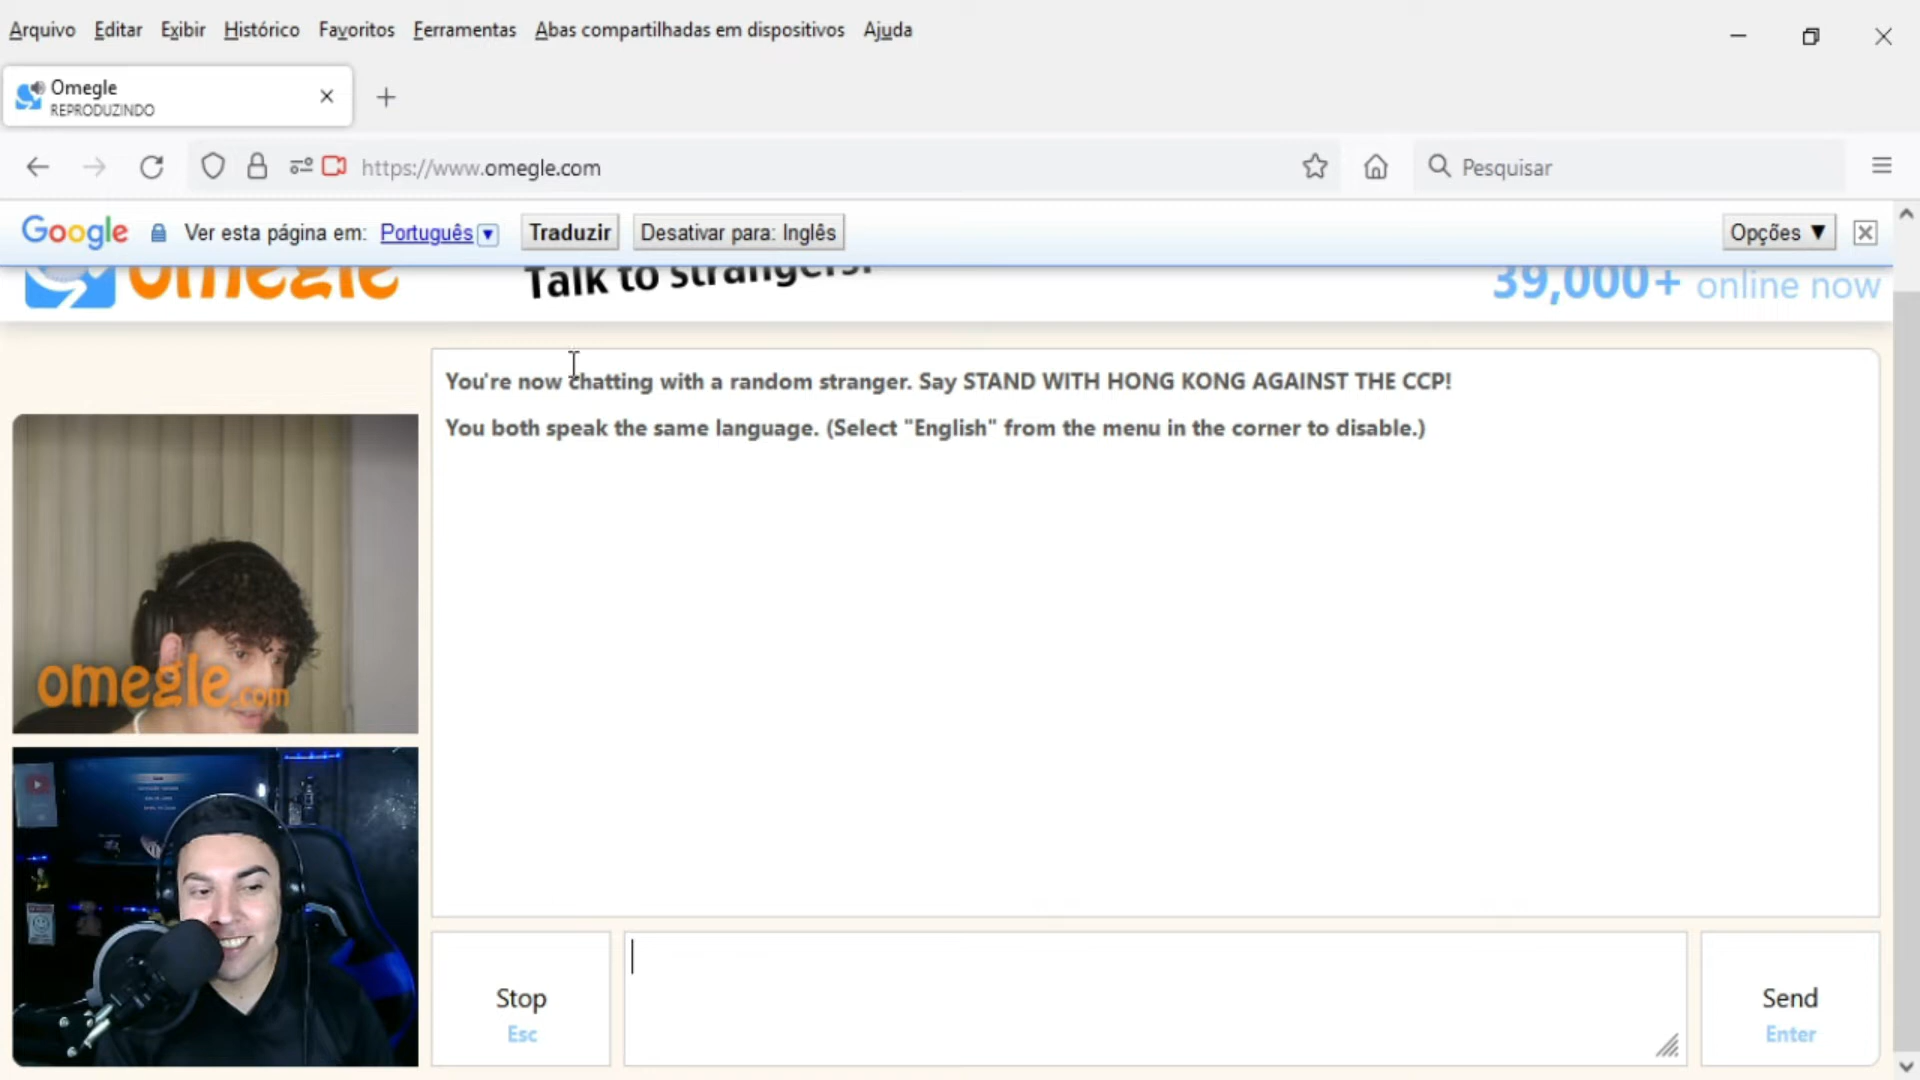 Arquivo Editar Exibir Histórico Favoritos Ferramentas Abas compartilhadas em dispositivos Ajuda
Omegle
REPRODUZINDO
https://www.omegle.com
Pesquisar
Google Ver esta página em: Português Traduzir Desativar para: Inglês Opções ▼
omegle Talk to strangers! 39,000+ online now
You're now chatting with a random stranger. Say STAND WITH HONG KONG AGAINST THE CCP!
You both speak the same language. (Select "English" from the menu in the corner to disable.)
omegle.com
Stop
Esc
Send
Enter